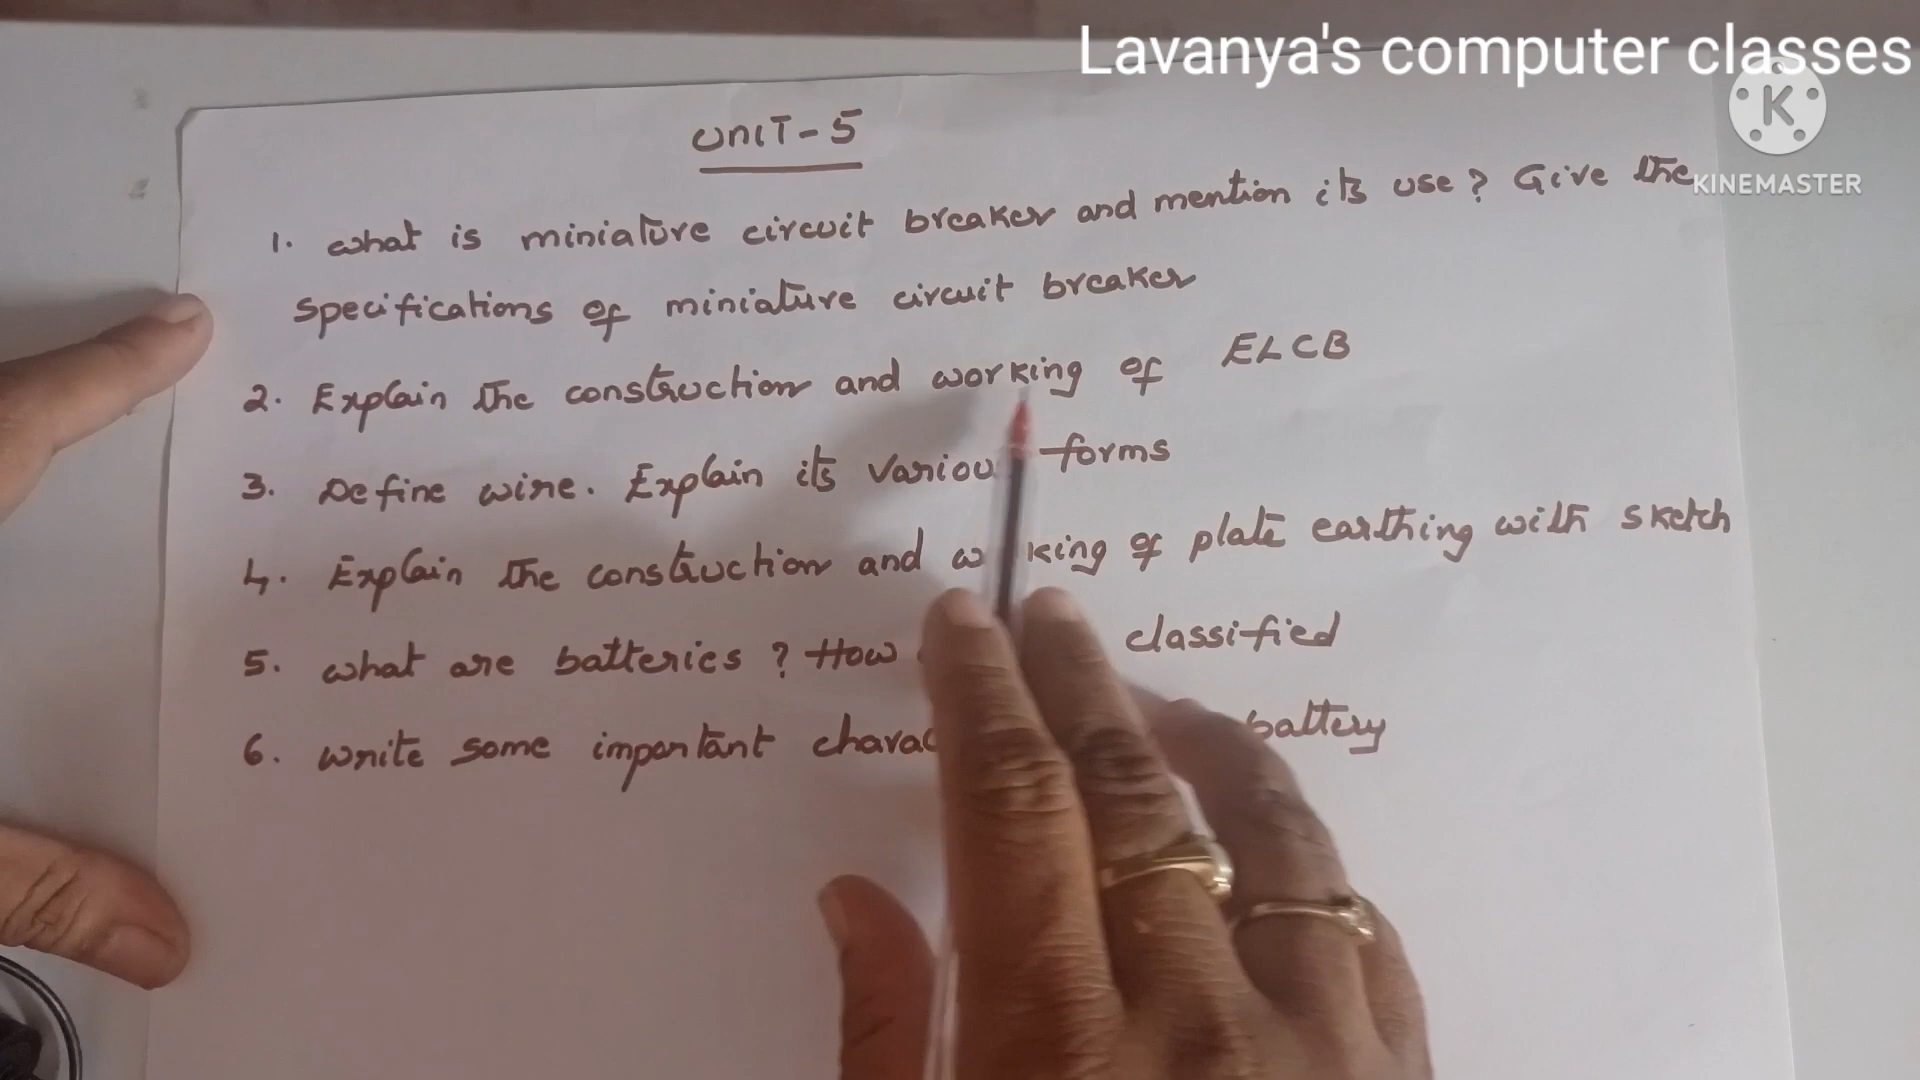 Lavanya's computer classes
K
KINEMASTER
UNIT-5
1. What is miniature circuit breaker and mention its use? Give the
specifications of miniature circuit breaker
2. Explain the construction and working of ELCB
3. Define wire. Explain its forms
4. Explain the construction and of plate earthing with sketch
5. What are batteries? How classified
6. Write some important battery